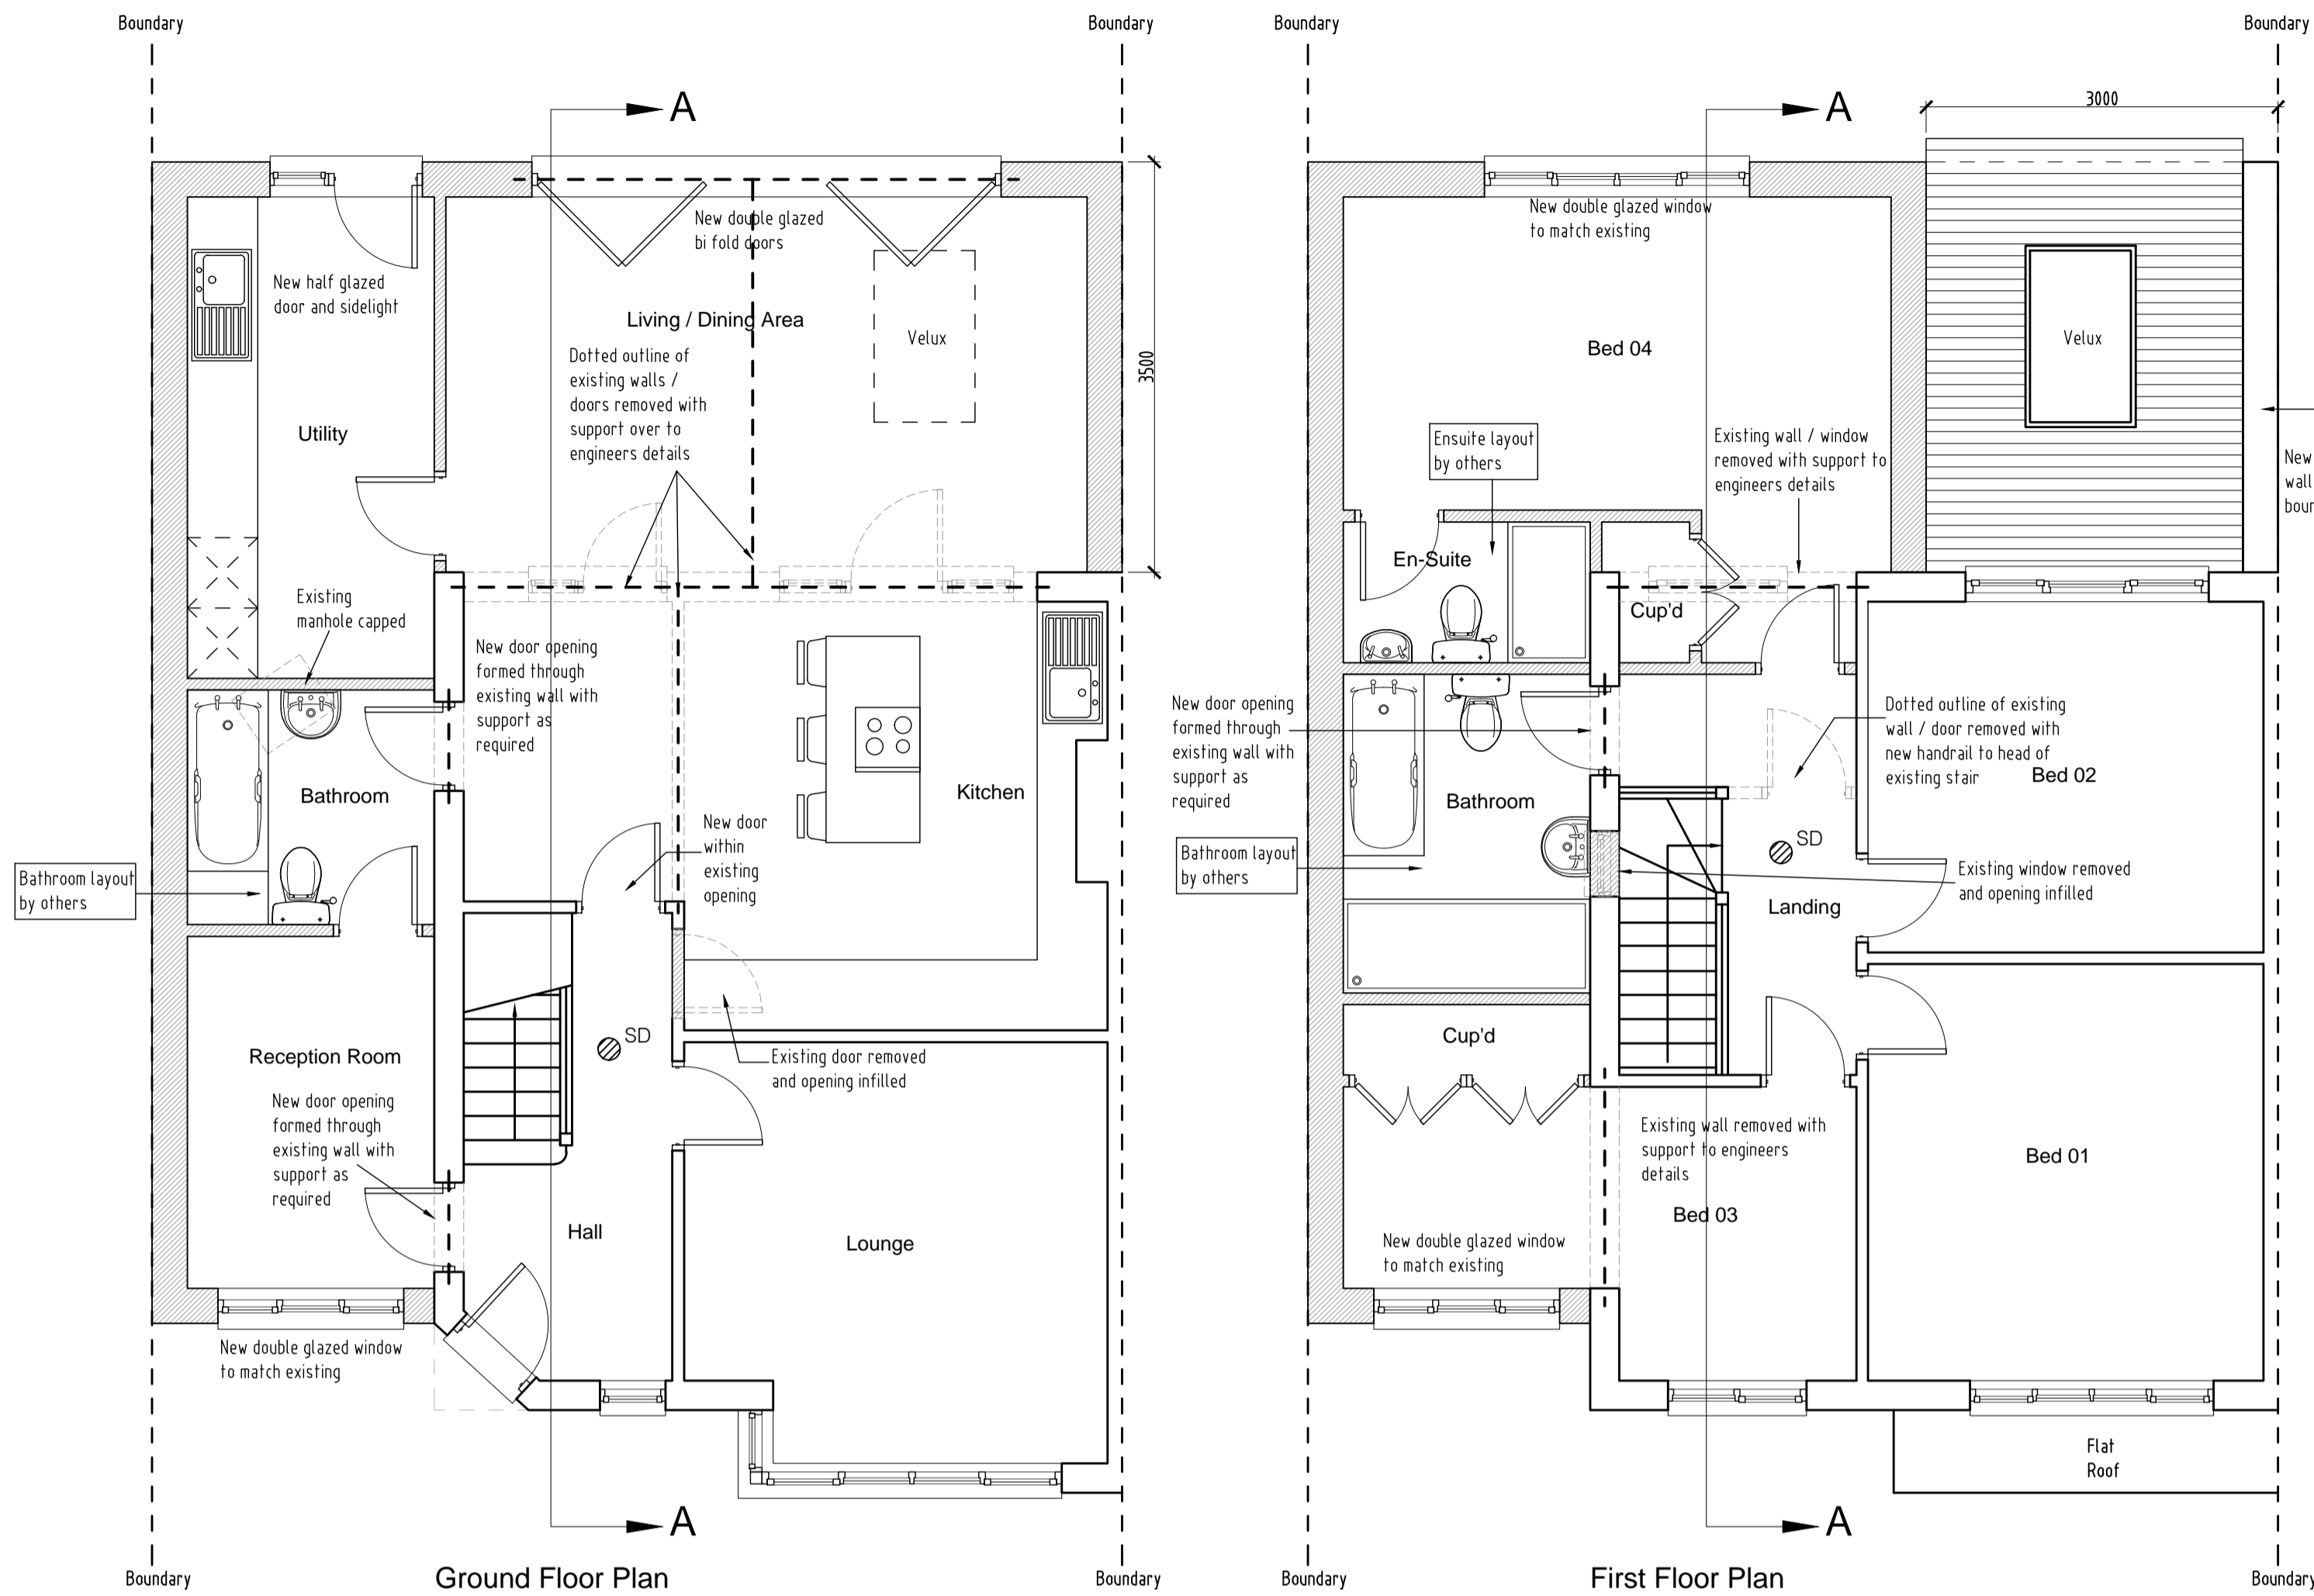 Boundary
Boundary
Boundary
Boundary
A
A
3000
New double glazed
bi fold doors
New half glazed
door and sidelight
Living / Dining Area
Velux
3500
Dotted outline of
existing walls /
doors removed with
support over to
engineers details
Utility
Existing
manhole capped
New door opening
formed through
existing wall with
support as
required
Bathroom
Kitchen
New door
within
existing
opening
Bathroom layout
by others
SD
Reception Room
Existing door removed
and opening infilled
New door opening
formed through
existing wall with
support as
required
Hall
Lounge
New double glazed window
to match existing
A
Boundary
Ground Floor Plan
Boundary
New double glazed window
to match existing
Bed 04
Velux
Ensuite layout
by others
Existing wall / window
removed with support to
engineers details
New
wall
bour
En-Suite
Cup'd
New door opening
formed through
existing wall with
support as
required
Dotted outline of existing
wall / door removed with
new handrail to head of
existing stair
Bed 02
Bathroom
SD
Bathroom layout
by others
Existing window removed
and opening infilled
Landing
Cup'd
Existing wall removed with
support to engineers
details
Bed 01
Bed 03
New double glazed window
to match existing
Flat
Roof
A
Boundary
First Floor Plan
Boundary